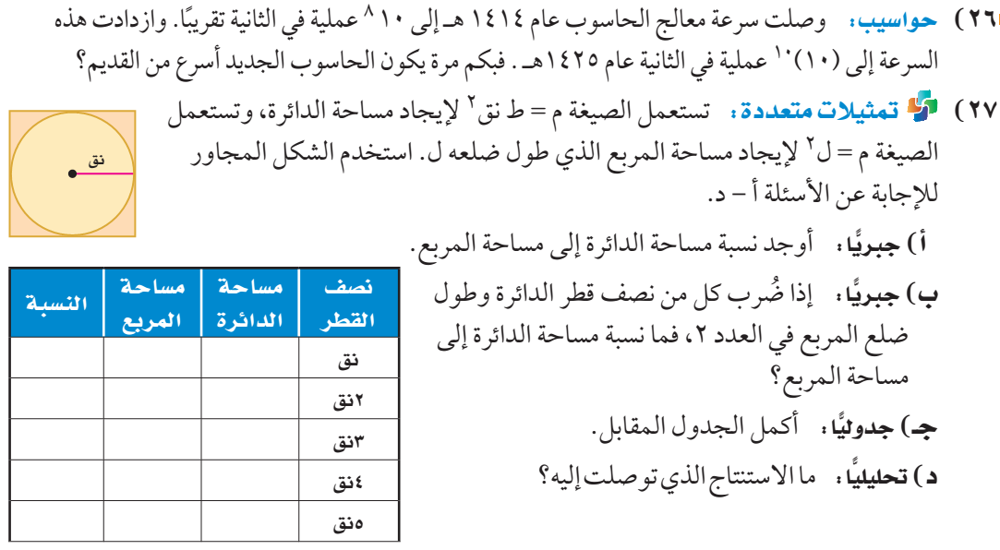 ٢٦) حواسيب: وصلت سرعة معالج الحاسوب عام ١٤١٤ هـ إلى ١٠^٨ عملية في الثانية تقريبًا. وازدادت هذه
السرعة إلى (١٠)^١٠ عملية في الثانية عام ١٤٢٥هـ. فبكم مرة يكون الحاسوب الجديد أسرع من القديم؟
٢٧) تمثيلات متعددة: تستعمل الصيغة م = ط نق^٢ لإيجاد مساحة الدائرة، وتستعمل
الصيغة م = ل^٢ لإيجاد مساحة المربع الذي طول ضلعه ل. استخدم الشكل المجاور
للإجابة عن الأسئلة أ – د.
نق
أ) جبريًّا: أوجد نسبة مساحة الدائرة إلى مساحة المربع.
ب) جبريًّا: إذا ضُرب كل من نصف قطر الدائرة وطول
ضلع المربع في العدد ٢، فما نسبة مساحة الدائرة إلى
مساحة المربع؟
جـ) جدوليًّا: أكمل الجدول المقابل.
د) تحليليًّا: ما الاستنتاج الذي توصلت إليه؟
نصف القطر مساحة الدائرة مساحة المربع النسبة
نق
٢نق
٣نق
٤نق
٥نق